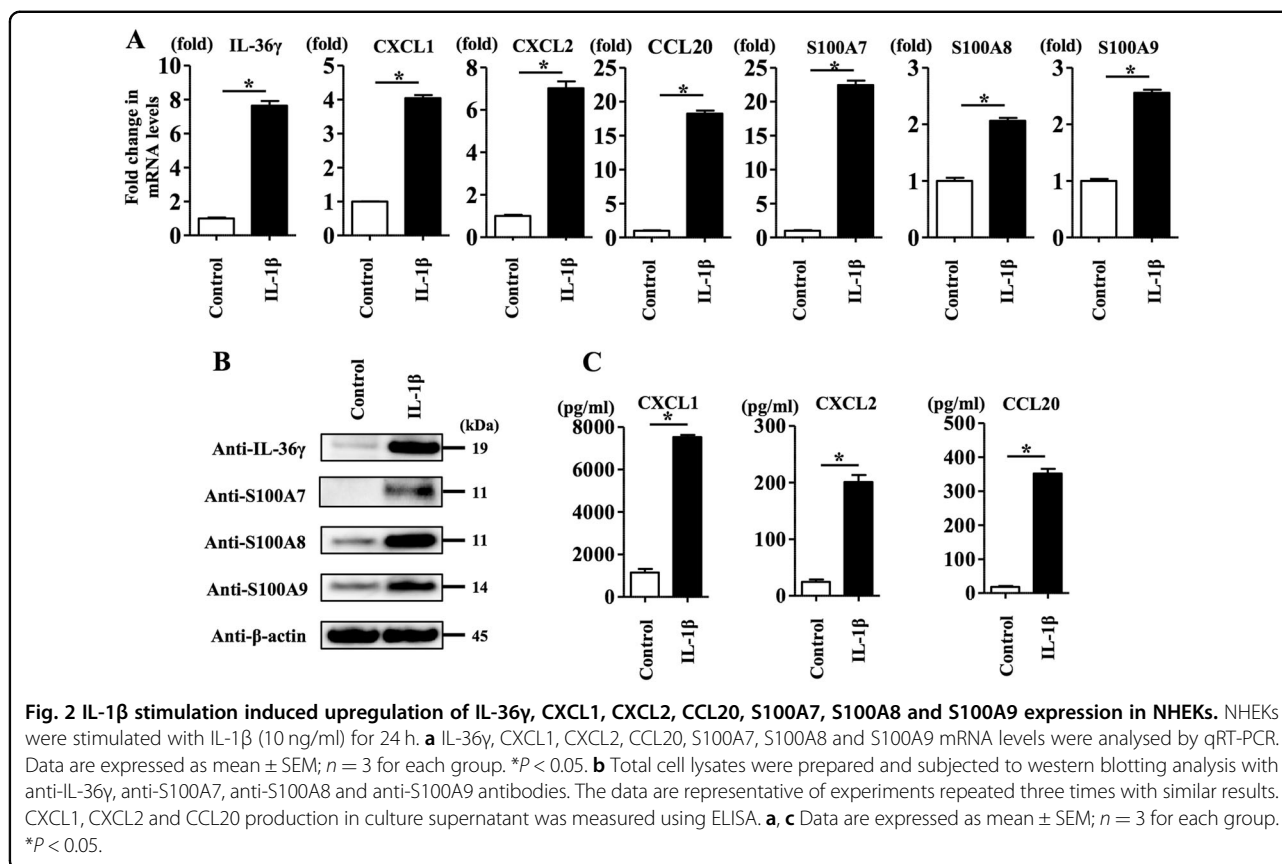 A
(fold) IL-36γ
(fold) CXCL1
(fold) CXCL2
(fold) CCL20
(fold) S100A7
(fold) S100A8
(fold) S100A9
Fold change in
mRNA levels
10
8
6
4
2
0
*
Control
IL-1β
5
4
3
2
1
0
*
Control
IL-1β
8
6
4
2
0
*
Control
IL-1β
25
20
15
10
5
0
*
Control
IL-1β
25
20
15
10
5
0
*
Control
IL-1β
3
2
1
0
*
Control
IL-1β
3
2
1
0
*
Control
IL-1β
B
Control
IL-1β
(kDa)
Anti-IL-36γ 19
Anti-S100A7 11
Anti-S100A8 11
Anti-S100A9 14
Anti-β-actin 45
C
(pg/ml) CXCL1
8000
6000
4000
2000
0
*
Control
IL-1β
(pg/ml) CXCL2
300
200
100
0
*
Control
IL-1β
(pg/ml) CCL20
500
400
300
200
100
0
*
Control
IL-1β
Fig. 2 IL-1β stimulation induced upregulation of IL-36γ, CXCL1, CXCL2, CCL20, S100A7, S100A8 and S100A9 expression in NHEKs. NHEKs
were stimulated with IL-1β (10 ng/ml) for 24 h. a IL-36γ, CXCL1, CXCL2, CCL20, S100A7, S100A8 and S100A9 mRNA levels were analysed by qRT-PCR.
Data are expressed as mean ± SEM; n = 3 for each group. *P < 0.05. b Total cell lysates were prepared and subjected to western blotting analysis with
anti-IL-36γ, anti-S100A7, anti-S100A8 and anti-S100A9 antibodies. The data are representative of experiments repeated three times with similar results.
CXCL1, CXCL2 and CCL20 production in culture supernatant was measured using ELISA. a, c Data are expressed as mean ± SEM; n = 3 for each group.
*P < 0.05.